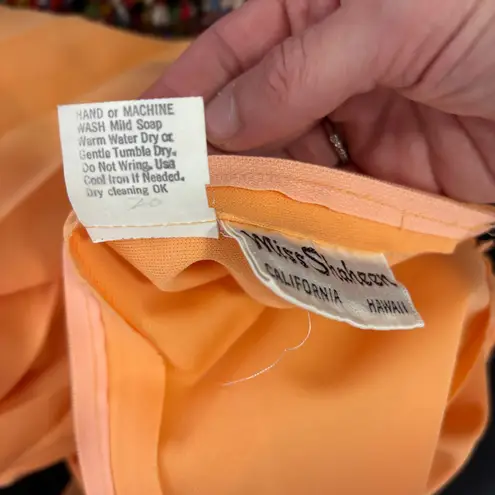 HAND or MACHINE
WASH Mild Soap
Warm Water Dry or
Gentle Tumble Dry.
Do Not Wring. Use
Cool Iron if Needed.
Dry cleaning OK
20
Miss Shaheen
CALIFORNIA HAWAII